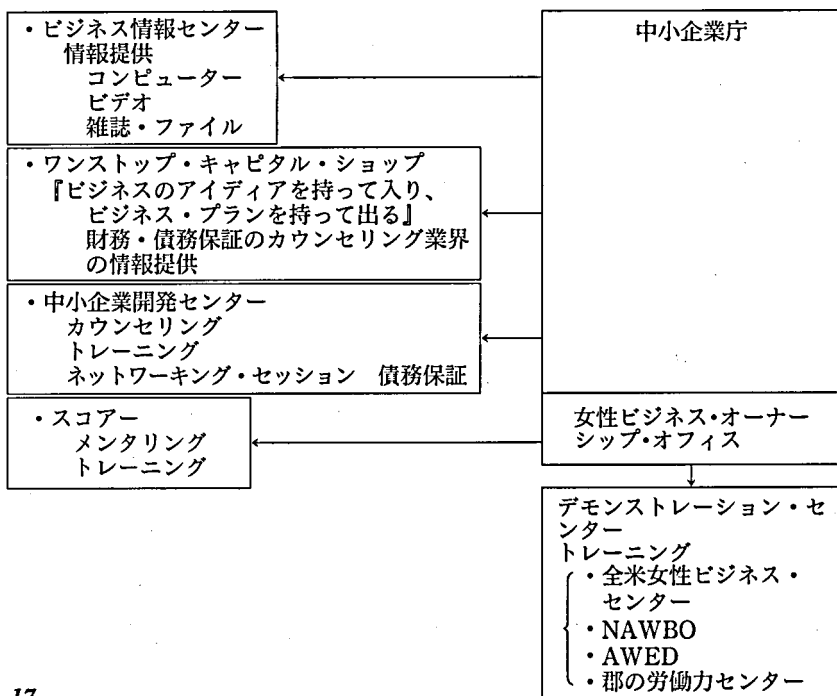 ・ビジネス情報センター
情報提供
コンピューター
ビデオ
雑誌・ファイル
・ワンストップ・キャピタル・ショップ
『ビジネスのアイディアを持って入り、
ビジネス・プランを持って出る』
財務・債務保証のカウンセリング業界
の情報提供
・中小企業開発センター
カウンセリング
トレーニング
ネットワーキング・セッション 債務保証
・スコアー
メンタリング
トレーニング
中小企業庁
女性ビジネス・オーナー
シップ・オフィス
デモンストレーション・セ
ンター
トレーニング
・全米女性ビジネス・
センター
・NAWBO
・AWED
・郡の労働力センター
17